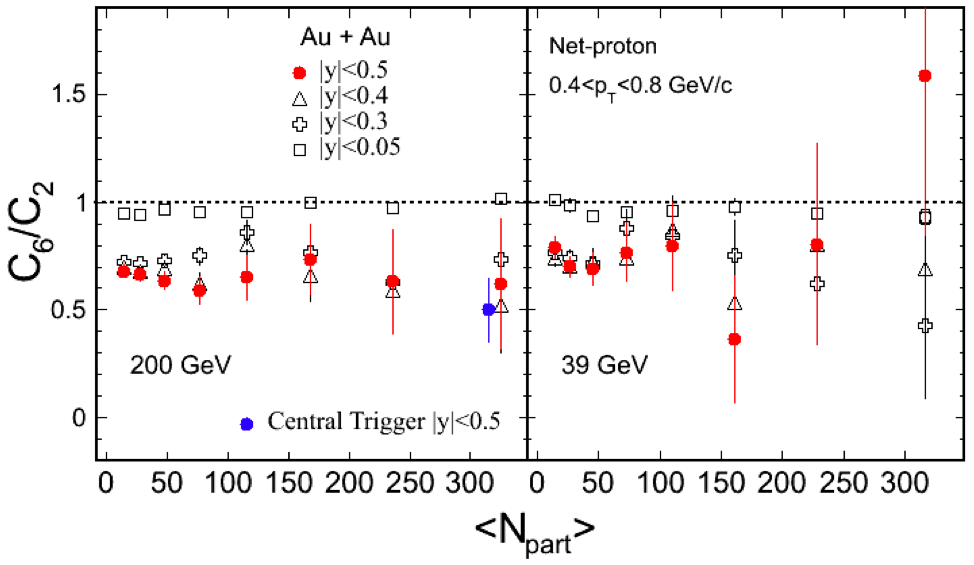 Au + Au
|y|<0.5
|y|<0.4
|y|<0.3
|y|<0.05
Net-proton
0.4<pT<0.8 GeV/c
1.5
1
0.5
0
C6/C2
200 GeV
39 GeV
Central Trigger |y|<0.5
0 50 100 150 200 250 300 0 50 100 150 200 250 300
<Npart>